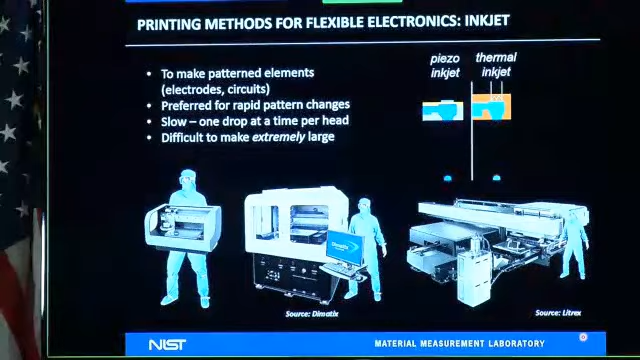 PRINTING METHODS FOR FLEXIBLE ELECTRONICS: INKJET
• To make patterned elements
(electrodes, circuits)
• Preferred for rapid pattern changes
• Slow – one drop at a time per head
• Difficult to make extremely large
piezo
inkjet
thermal
inkjet
Source: Dimatix
Source: Litrex
NIST
MATERIAL MEASUREMENT LABORATORY